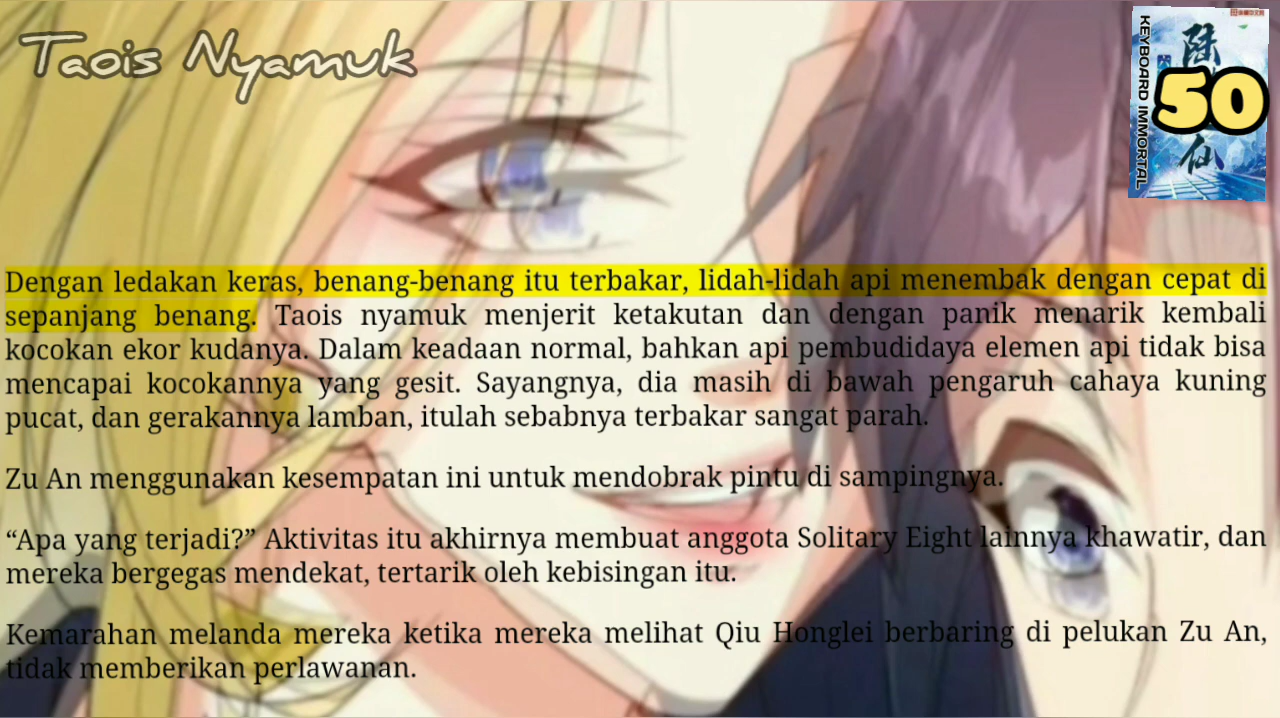 Taois Nyamuk
KEYBOARD IMMORTAL
50
仙
Dengan ledakan keras, benang-benang itu terbakar, lidah-lidah api menembak dengan cepat di
sepanjang benang. Taois nyamuk menjerit ketakutan dan dengan panik menarik kembali
kocokan ekor kudanya. Dalam keadaan normal, bahkan api pembudidaya elemen api tidak bisa
mencapai kocokannya yang gesit. Sayangnya, dia masih di bawah pengaruh cahaya kuning
pucat, dan gerakannya lamban, itulah sebabnya terbakar sangat parah.
Zu An menggunakan kesempatan ini untuk mendobrak pintu di sampingnya.
“Apa yang terjadi?” Aktivitas itu akhirnya membuat anggota Solitary Eight lainnya khawatir, dan
mereka bergegas mendekat, tertarik oleh kebisingan itu.
Kemarahan melanda mereka ketika mereka melihat Qiu Honglei berbaring di pelukan Zu An,
tidak memberikan perlawanan.